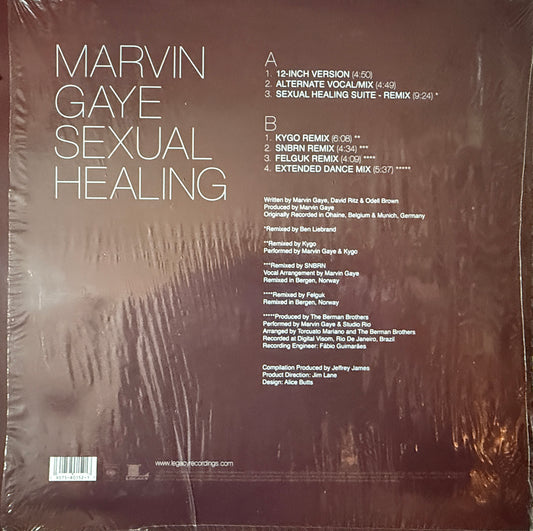 MARVIN
GAYE
SEXUAL
HEALING
A
1. 12-INCH VERSION (4:50)
2. ALTERNATE VOCAL/MIX (4:49)
3. SEXUAL HEALING SUITE - REMIX (9:24) *
B
1. KYGO REMIX (6:08) **
2. SNBRN REMIX (4:34) ***
3. FELGUK REMIX (4:09) ****
4. EXTENDED DANCE MIX (5:37) *****
Written by Marvin Gaye, David Ritz & Odell Brown
Produced by Marvin Gaye
Originally Recorded in Ohaine, Belgium & Munich, Germany
*Remixed by Ben Liebrand
**Remixed by Kygo
Performed by Marvin Gaye & Kygo
***Remixed by SNBRN
Vocal Arrangement by Marvin Gaye
Remixed in Bergen, Norway
****Remixed by Felguk
Remixed in Bergen, Norway
*****Produced by The Berman Brothers
Performed by Marvin Gaye & Studio Rio
Arranged by Torcuato Mariano and The Berman Brothers
Recorded at Digital Visom, Rio De Janeiro, Brazil
Recording Engineer: Fábio Guimarães
Compilation Produced by Jeffrey James
Product Direction: Jim Lane
Design: Alice Butts
www.legacyrecordings.com